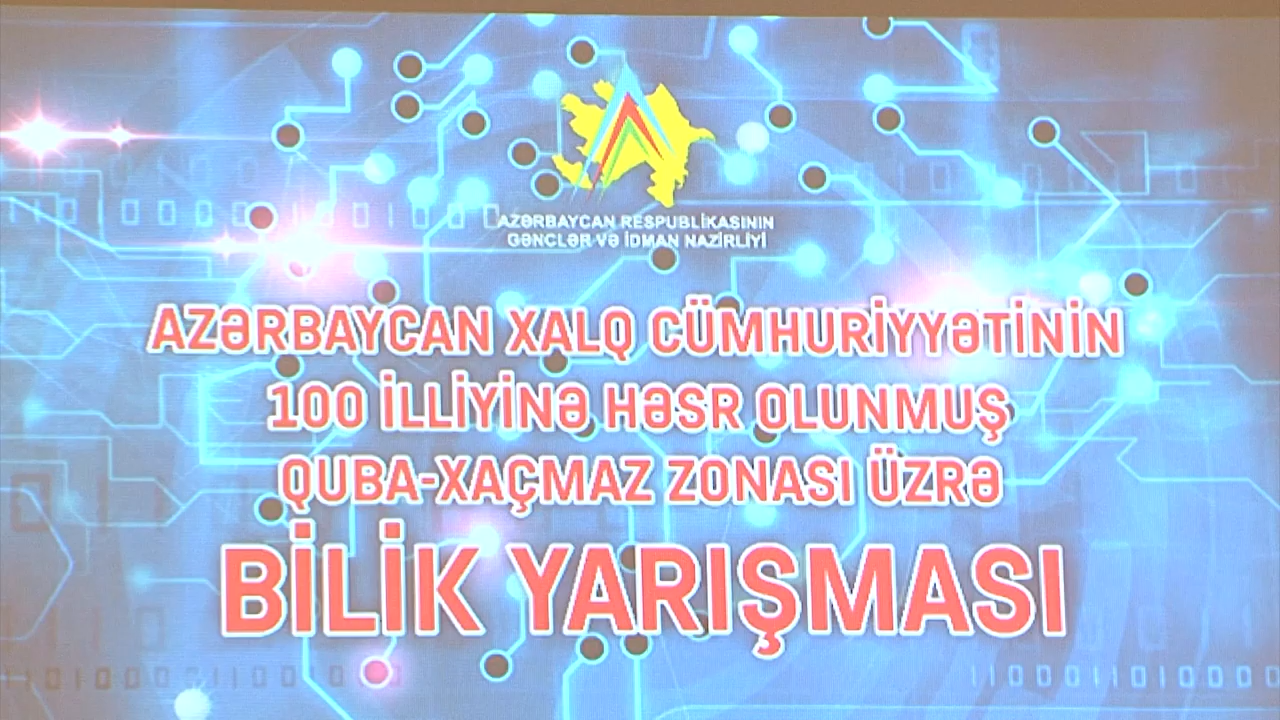 AZƏRBAYCAN RESPUBLİKASININ
GƏNCLƏR VƏ İDMAN NAZİRLİYİ
AZƏRBAYCAN XALQ CÜMHURİYYƏTİNİN
100 İLLİYİNƏ HƏSR OLUNMUŞ
QUBA-XAÇMAZ ZONASI ÜZRƏ
BİLİK YARIŞMASI